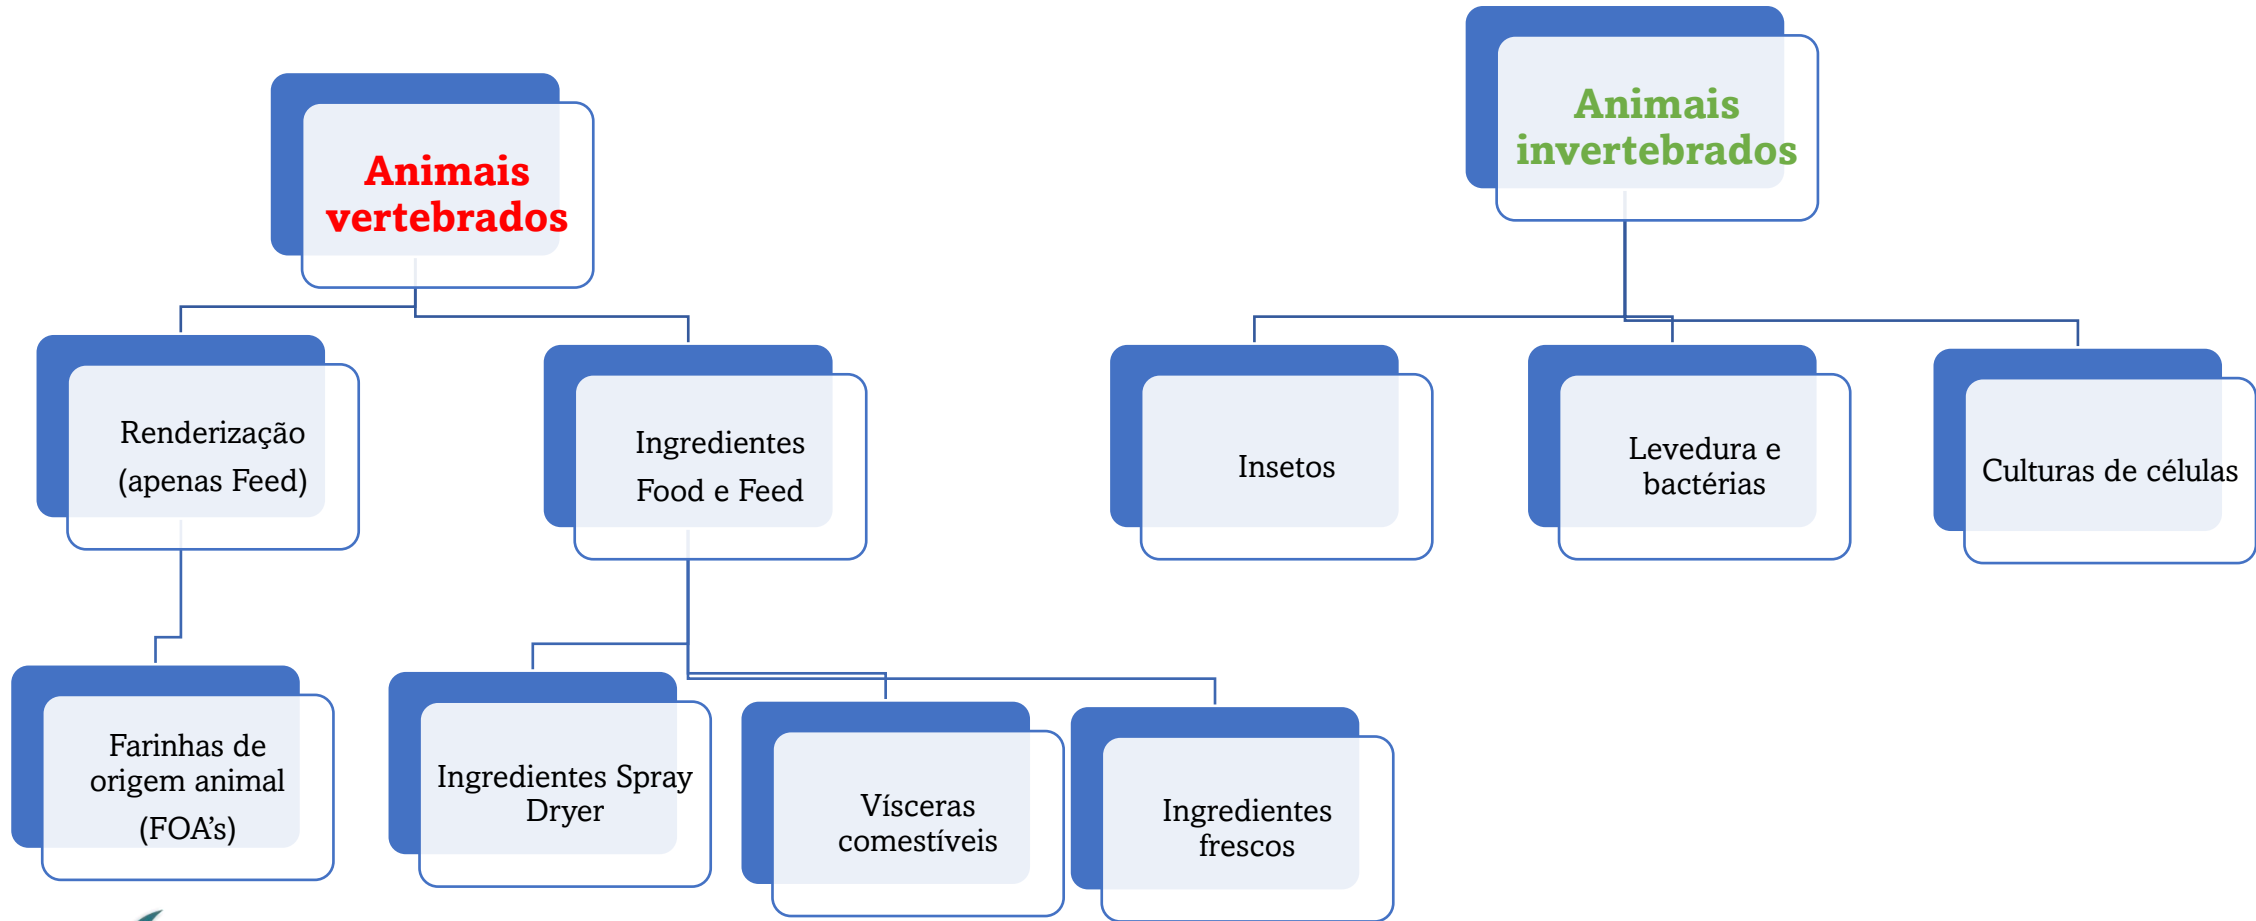 Animais
vertebrados
Animais
invertebrados
Renderização
(apenas Feed)
Ingredientes
Food e Feed
Insetos
Levedura e
bactérias
Culturas de células
Farinhas de
origem animal
(FOA’s)
Ingredientes Spray
Dryer
Vísceras
comestíveis
Ingredientes
frescos